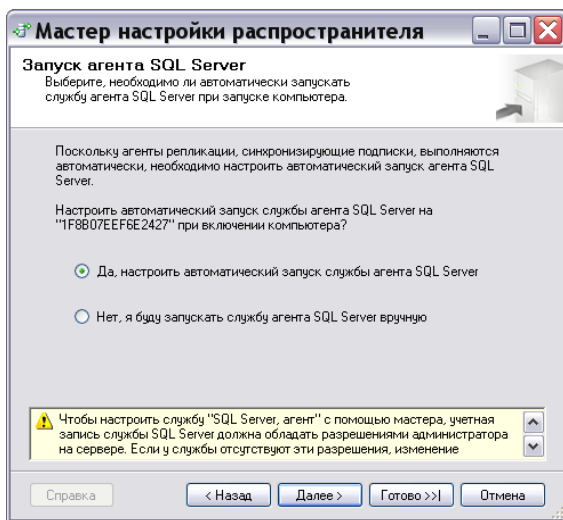 Мастер настройки распространителя
Запуск агента SQL Server
Выберите, необходимо ли автоматически запускать
службу агента SQL Server при запуске компьютера.
Поскольку агенты репликации, синхронизирующие подписки, выполняются
автоматически, необходимо настроить автоматический запуск агента SQL
Server.
Настроить автоматический запуск службы агента SQL Server на
"1F8B07EEF6E2427" при включении компьютера?
Да, настроить автоматический запуск службы агента SQL Server
Нет, я буду запускать службу агента SQL Server вручную
Чтобы настроить службу "SQL Server, агент" с помощью мастера, учетная
запись службы SQL Server должна обладать разрешениями администратора
на сервере. Если у службы отсутствуют эти разрешения, изменение
Справка < Назад Далее > Готово >>| Отмена